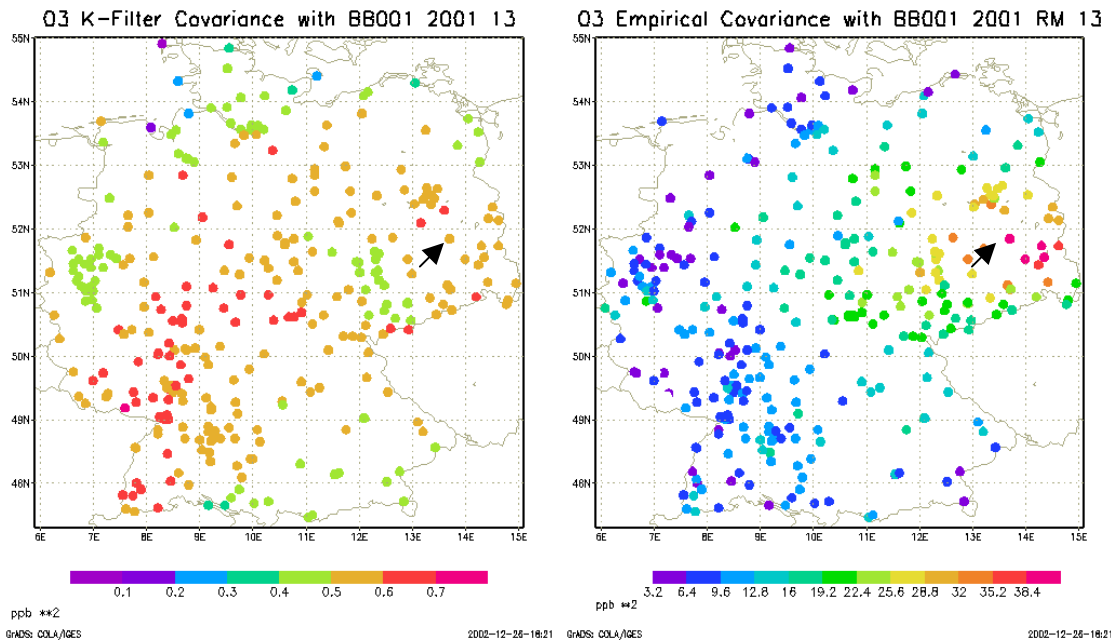 O3 K-Filter Covariance with BB001 2001 13
55N
54N
53N
52N
51N
50N
49N
48N
6E 7E 8E 9E 10E 11E 12E 13E 14E 15E
0.1 0.2 0.3 0.4 0.5 0.6 0.7
ppb **2
GrADS: COLA/IGES
2002-12-26-16:21
O3 Empirical Covariance with BB001 2001 RM 13
55N
54N
53N
52N
51N
50N
49N
48N
6E 7E 8E 9E 10E 11E 12E 13E 14E 15E
3.2 6.4 9.6 12.8 16 19.2 22.4 25.6 28.8 32 35.2 38.4
ppb **2
GrADS: COLA/IGES
2002-12-26-16:21